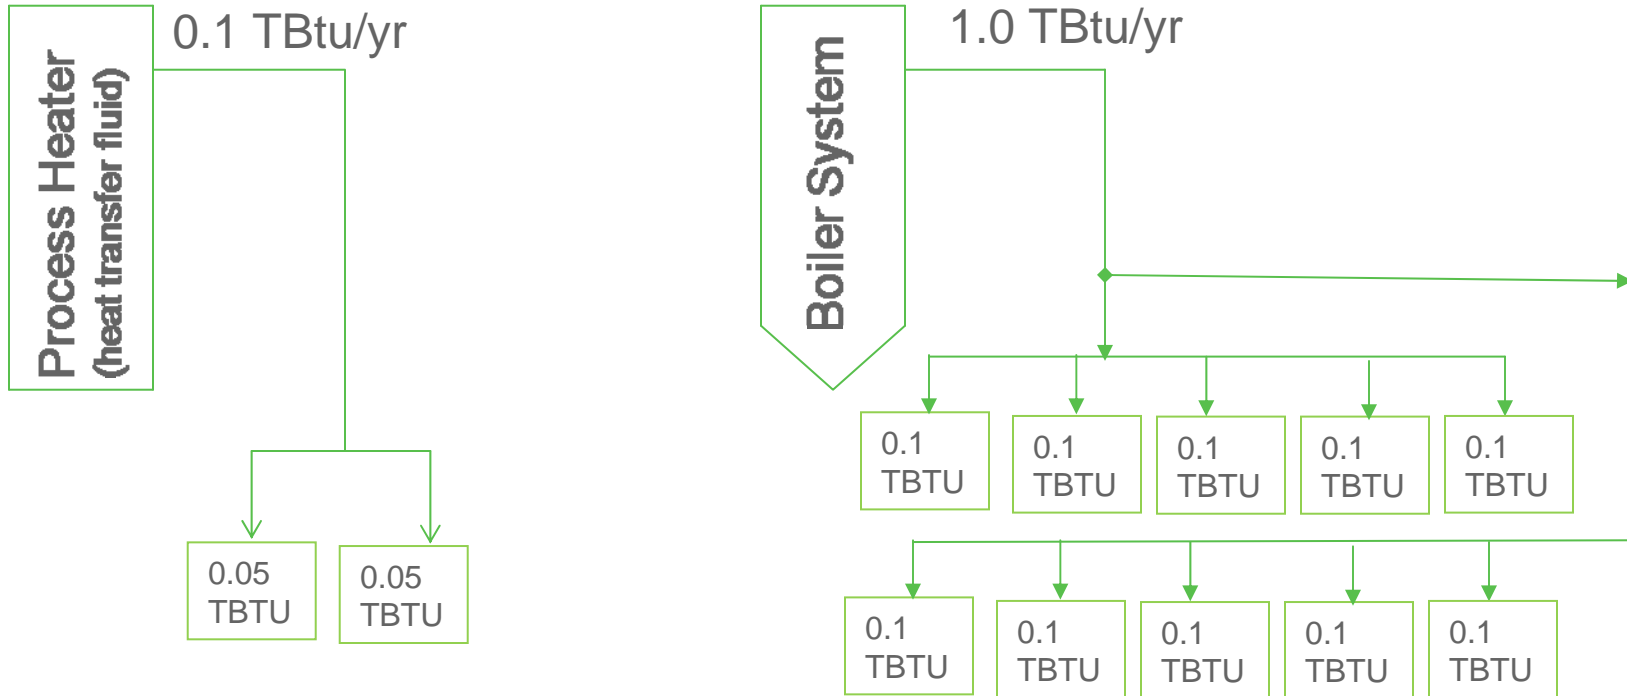 Process Heater
(heat transfer fluid)
0.1 TBtu/yr
0.05
TBTU
0.05
TBTU
Boiler System
1.0 TBtu/yr
0.1
TBTU
0.1
TBTU
0.1
TBTU
0.1
TBTU
0.1
TBTU
0.1
TBTU
0.1
TBTU
0.1
TBTU
0.1
TBTU
0.1
TBTU